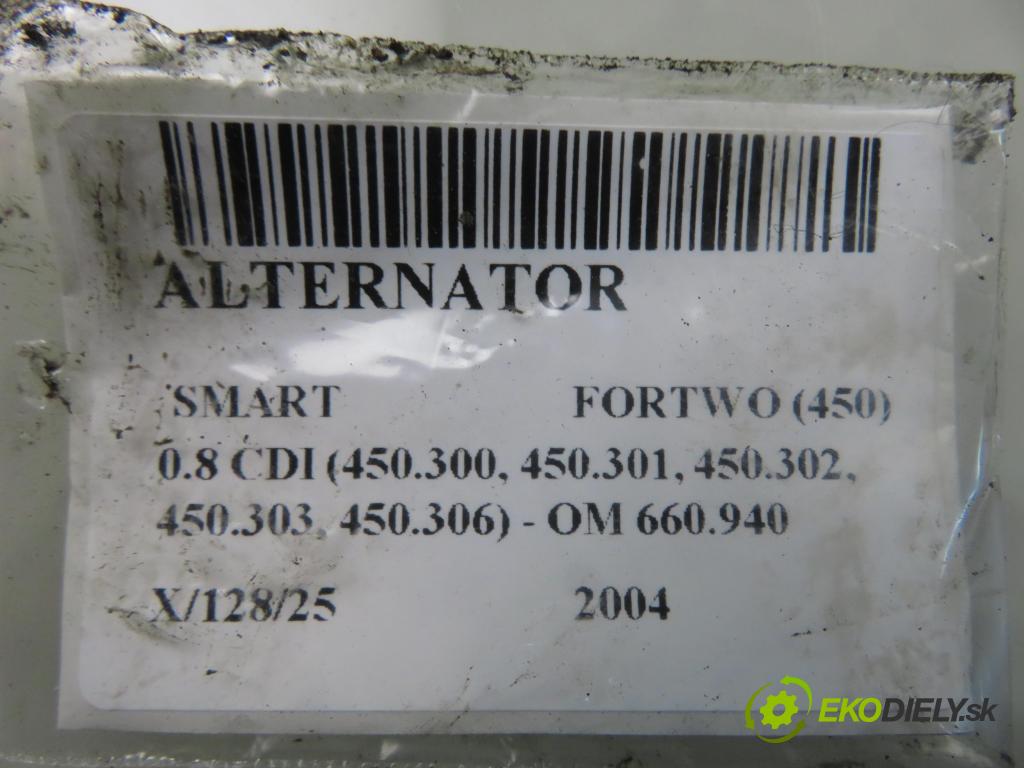 ALTERNATOR
SMART FORTWO (450)
0.8 CDI (450.300, 450.301, 450.302,
450.303, 450.306) - OM 660.940
X/128/25 2004
EKODIELY.sk